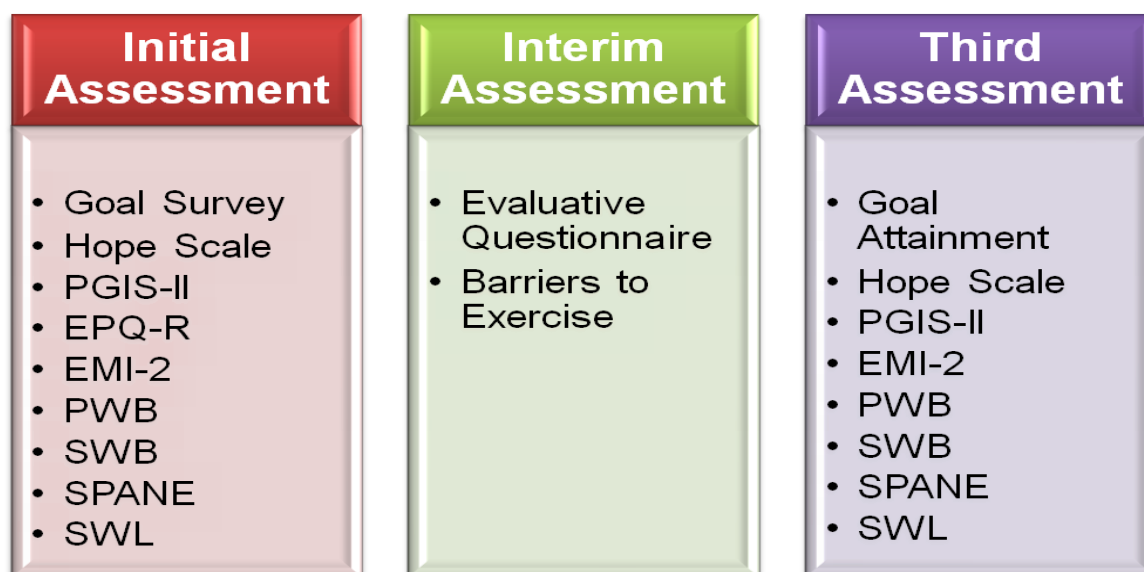 Initial
Assessment
• Goal Survey
• Hope Scale
• PGIS-II
• EPQ-R
• EMI-2
• PWB
• SWB
• SPANE
• SWL
Interim
Assessment
• Evaluative
Questionnaire
• Barriers to
Exercise
Third
Assessment
• Goal
Attainment
• Hope Scale
• PGIS-II
• EMI-2
• PWB
• SWB
• SPANE
• SWL